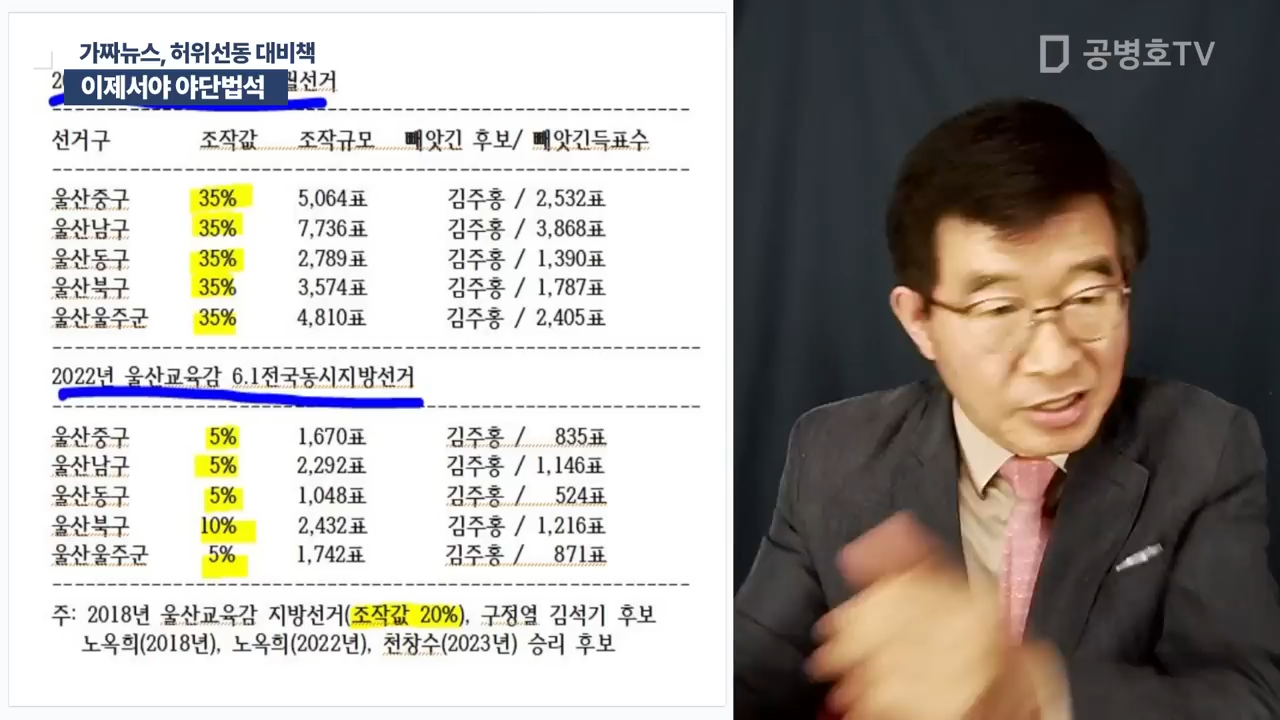 가짜뉴스, 허위선동 대비책
이제서야 야단법석
선거
공병호TV
선거구 조작값 조작규모 빼앗긴 후보/ 빼앗긴득표수
울산중구 35% 5,064표 김주홍 / 2,532표
울산남구 35% 7,736표 김주홍 / 3,868표
울산동구 35% 2,789표 김주홍 / 1,390표
울산북구 35% 3,574표 김주홍 / 1,787표
울산울주군 35% 4,810표 김주홍 / 2,405표
2022년 울산교육감 6.1전국동시지방선거
울산중구 5% 1,670표 김주홍 / 835표
울산남구 5% 2,292표 김주홍 / 1,146표
울산동구 5% 1,048표 김주홍 / 524표
울산북구 10% 2,432표 김주홍 / 1,216표
울산울주군 5% 1,742표 김주홍 / 871표
주: 2018년 울산교육감 지방선거(조작값 20%), 구정열 김석기 후보
노옥희(2018년), 노옥희(2022년), 천창수(2023년) 승리 후보